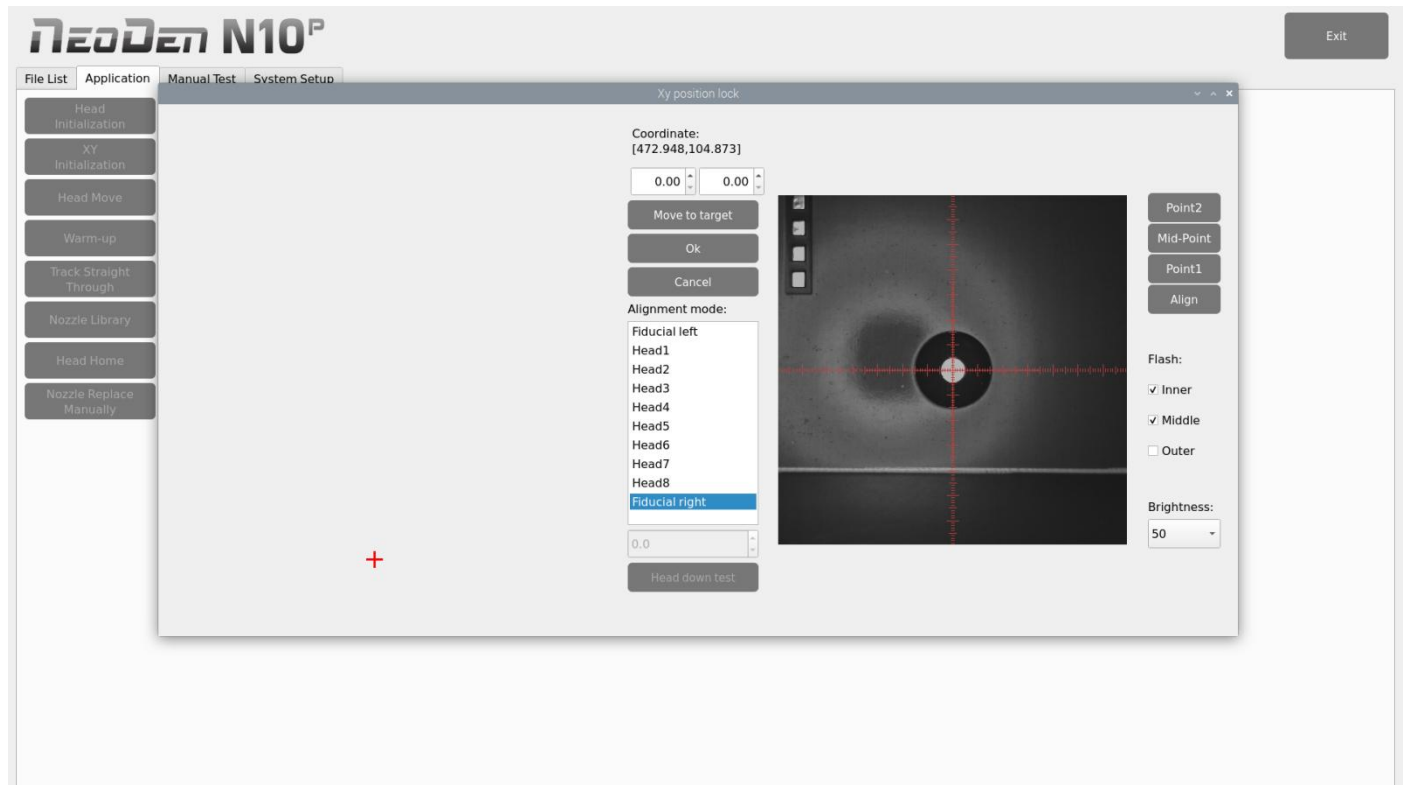 NEODEN N10P
Exit
File List Application Manual Test System Setup
Xy position lock
Head
Initialization
XY
Initialization
Head Move
Warm-up
Track Straight
Through
Nozzle Library
Head Home
Nozzle Replace
Manually
Coordinate:
[472.948,104.873]
0.00 0.00
Move to target
Ok
Cancel
Alignment mode:
Fiducial left
Head1
Head2
Head3
Head4
Head5
Head6
Head7
Head8
Fiducial right
0.0
Head down test
Point2
Mid-Point
Point1
Align
Flash:
Inner
Middle
Outer
Brightness:
50